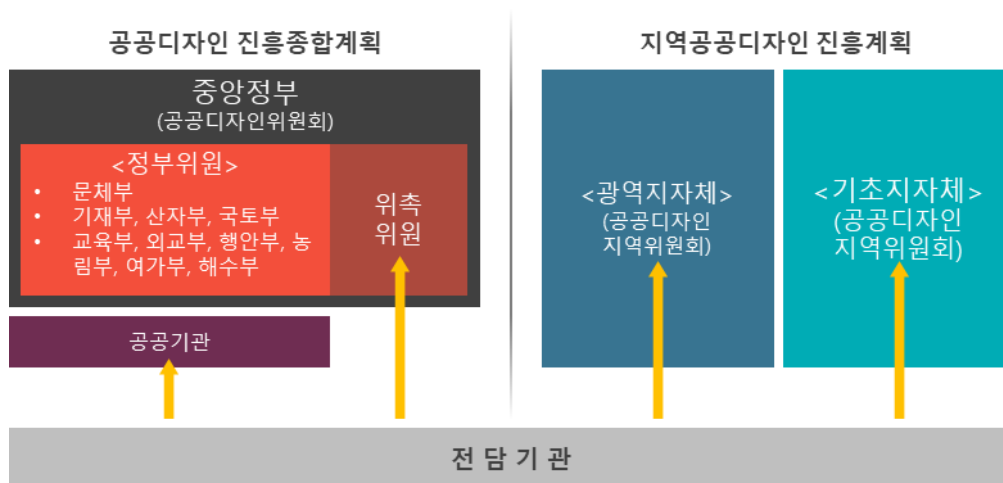 공공디자인 진흥종합계획
중앙정부
(공공디자인위원회)
<정부위원>
• 문체부
• 기재부, 산자부, 국토부
• 교육부, 외교부, 행안부, 농
림부, 여가부, 해수부
위촉
위원
공공기관
지역공공디자인 진흥계획
<광역지자체>
(공공디자인
지역위원회)
<기초지자체>
(공공디자인
지역위원회)
전 담 기 관